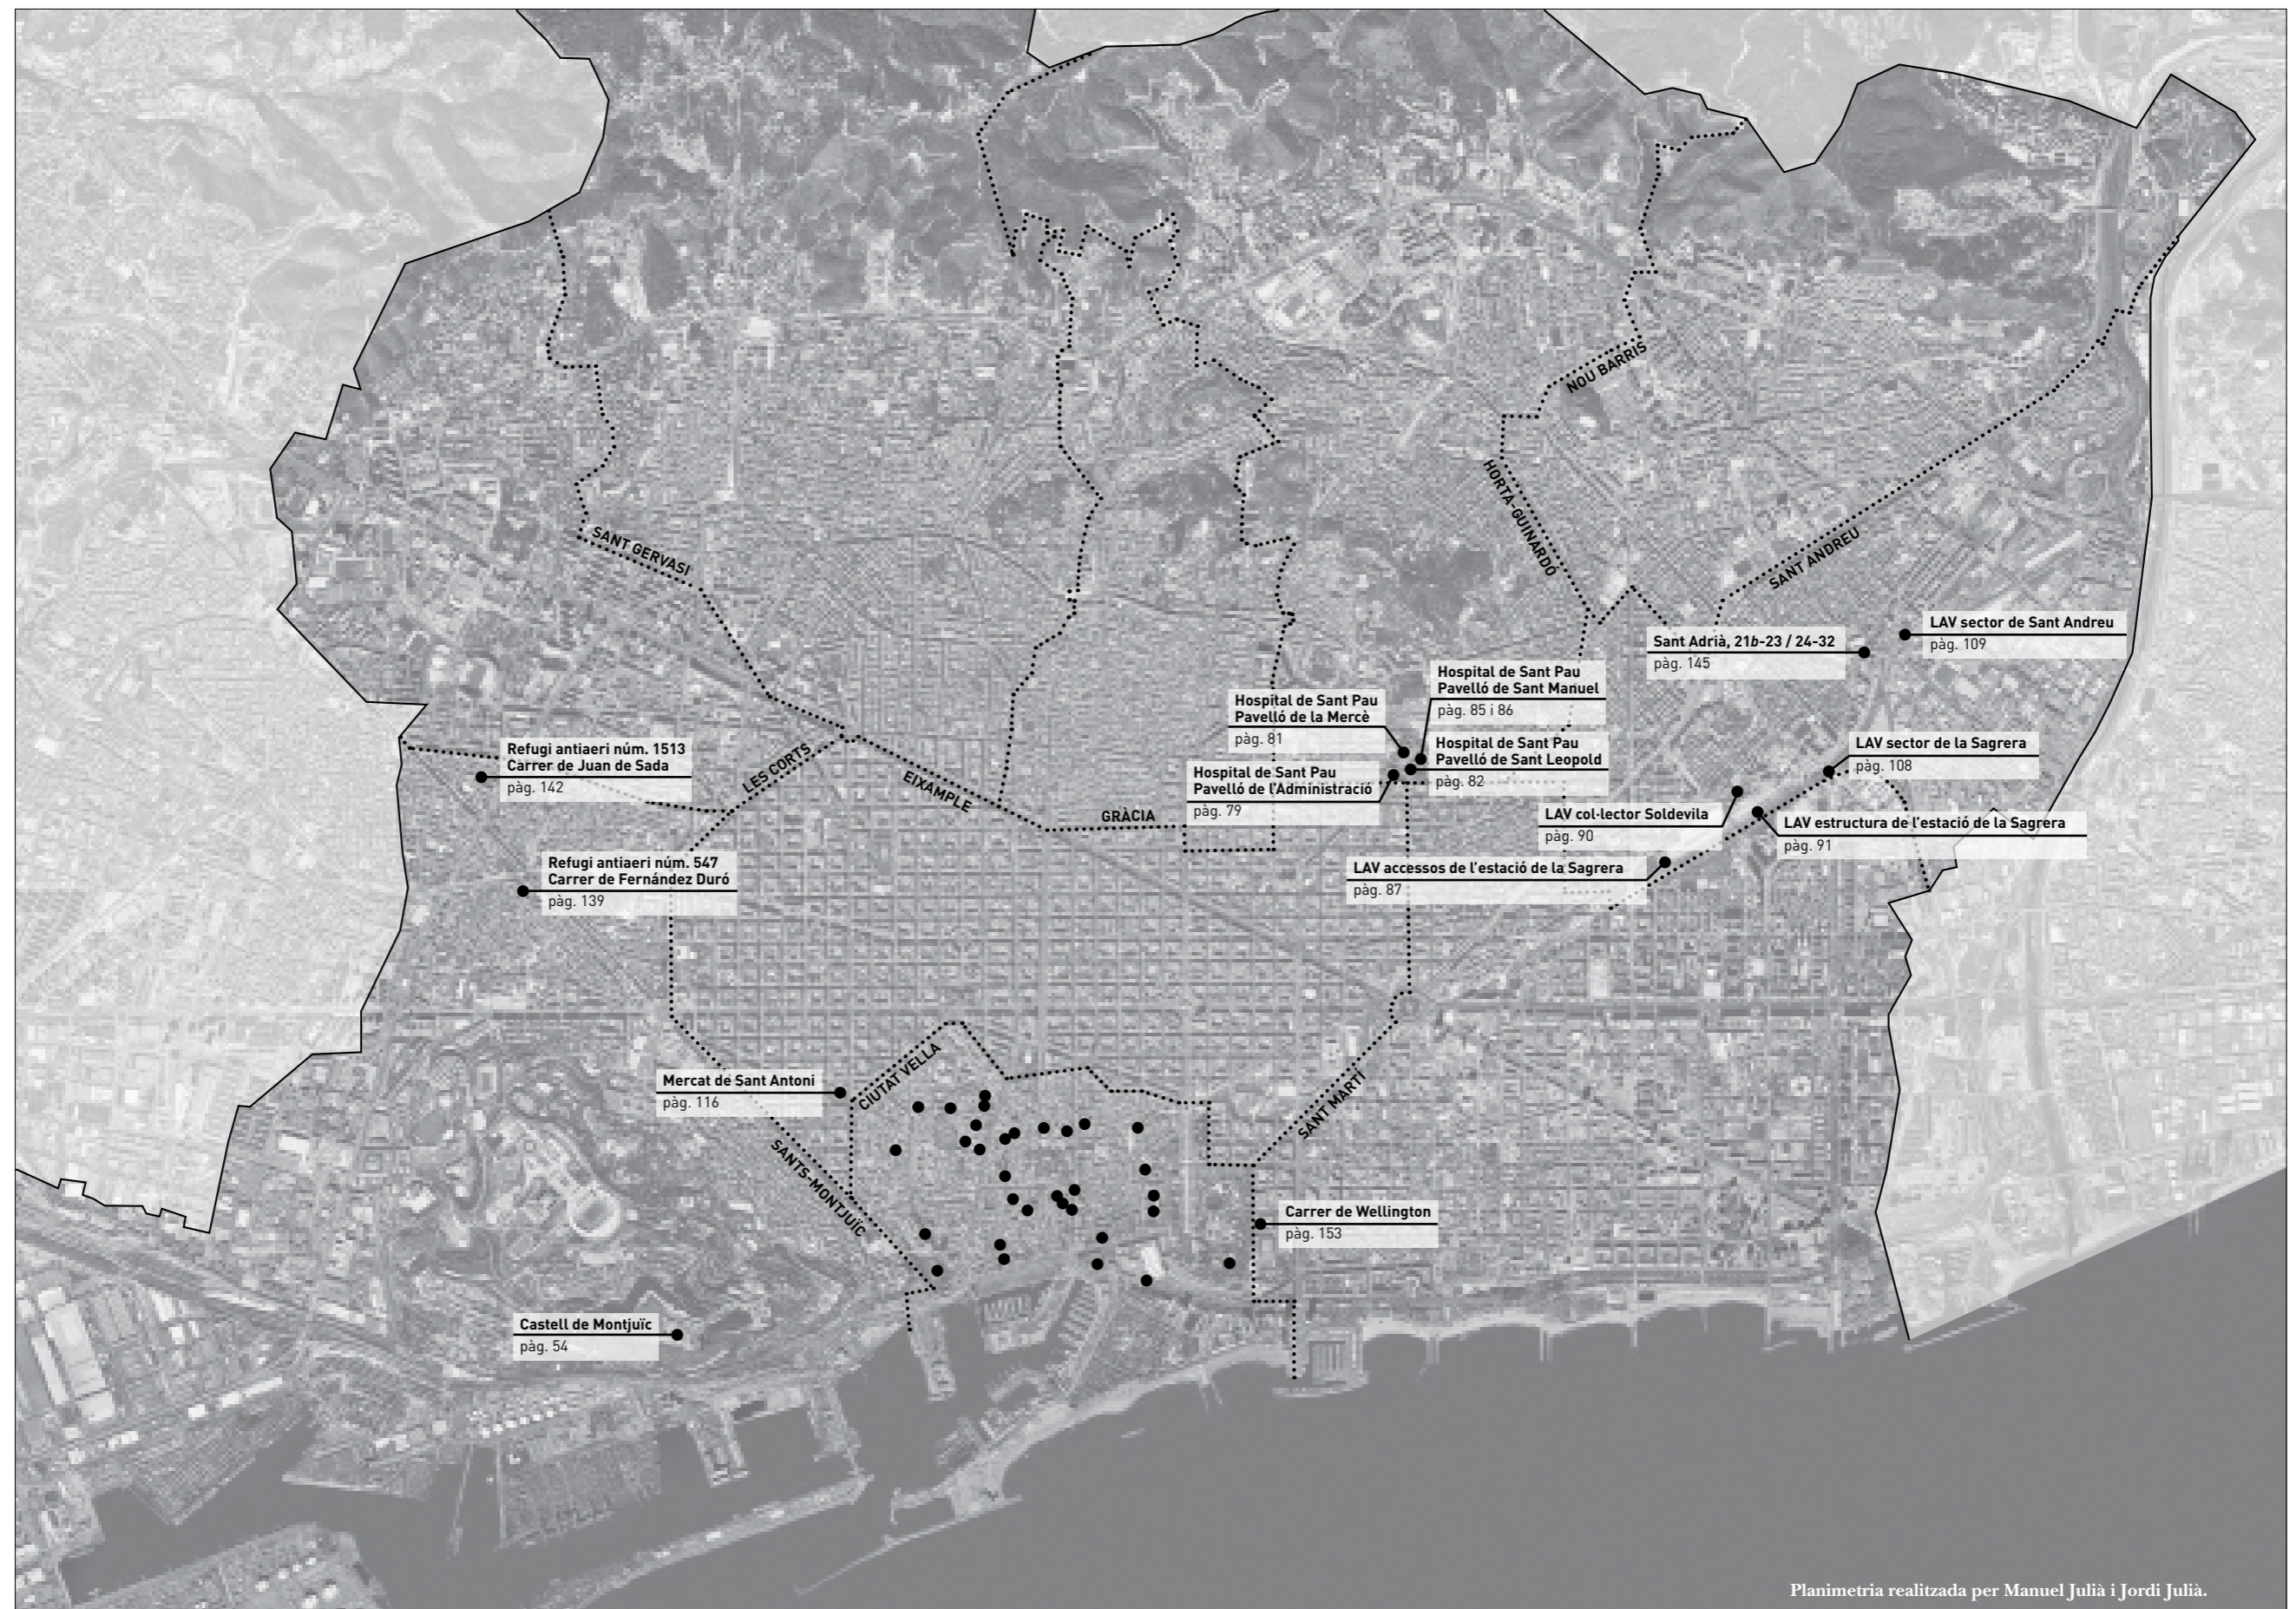 NOU BARRIS
HORTA-GUINARDÓ
SANT GERVASI
SANT ANDREU
LAV sector de Sant Andreu
pàg. 109
Sant Adrià, 21b-23 / 24-32
pàg. 145
Hospital de Sant Pau
Pavelló de Sant Manuel
pàg. 85 i 86
Hospital de Sant Pau
Pavelló de la Mercè
pàg. 81
Hospital de Sant Pau
Pavelló de Sant Leopold
pàg. 82
LAV sector de la Sagrera
pàg. 108
Refugi antiaeri núm. 1513
Carrer de Juan de Sada
pàg. 142
LES CORTS
EIXAMPLE
Hospital de Sant Pau
Pavelló de l'Administració
pàg. 79
GRÀCIA
LAV col·lector Soldevila
pàg. 90
LAV estructura de l'estació de la Sagrera
pàg. 91
Refugi antiaeri núm. 547
Carrer de Fernández Duró
pàg. 139
LAV accessos de l'estació de la Sagrera
pàg. 87
Mercat de Sant Antoni
pàg. 116
CIUTAT VELLA
SANT MARTÍ
SANTS-MONTJUÏC
Carrer de Wellington
pàg. 153
Castell de Montjuïc
pàg. 54
Planimetria realitzada per Manuel Julià i Jordi Julià.